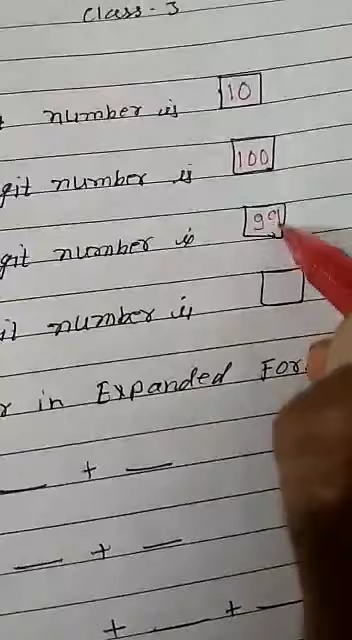 Class - 3
number is 10
git number is 100
git number is 99
number is
in Expanded For
+
+
+ +